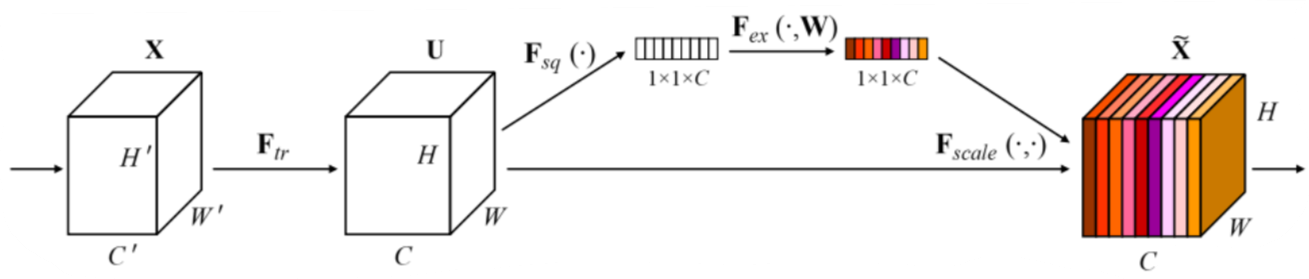 X
H′
W′
C′
F_tr
U
H
W
C
F_sq (·)
1×1×C
F_ex (·,W)
1×1×C
F_scale (·,·)
X̃
H
W
C